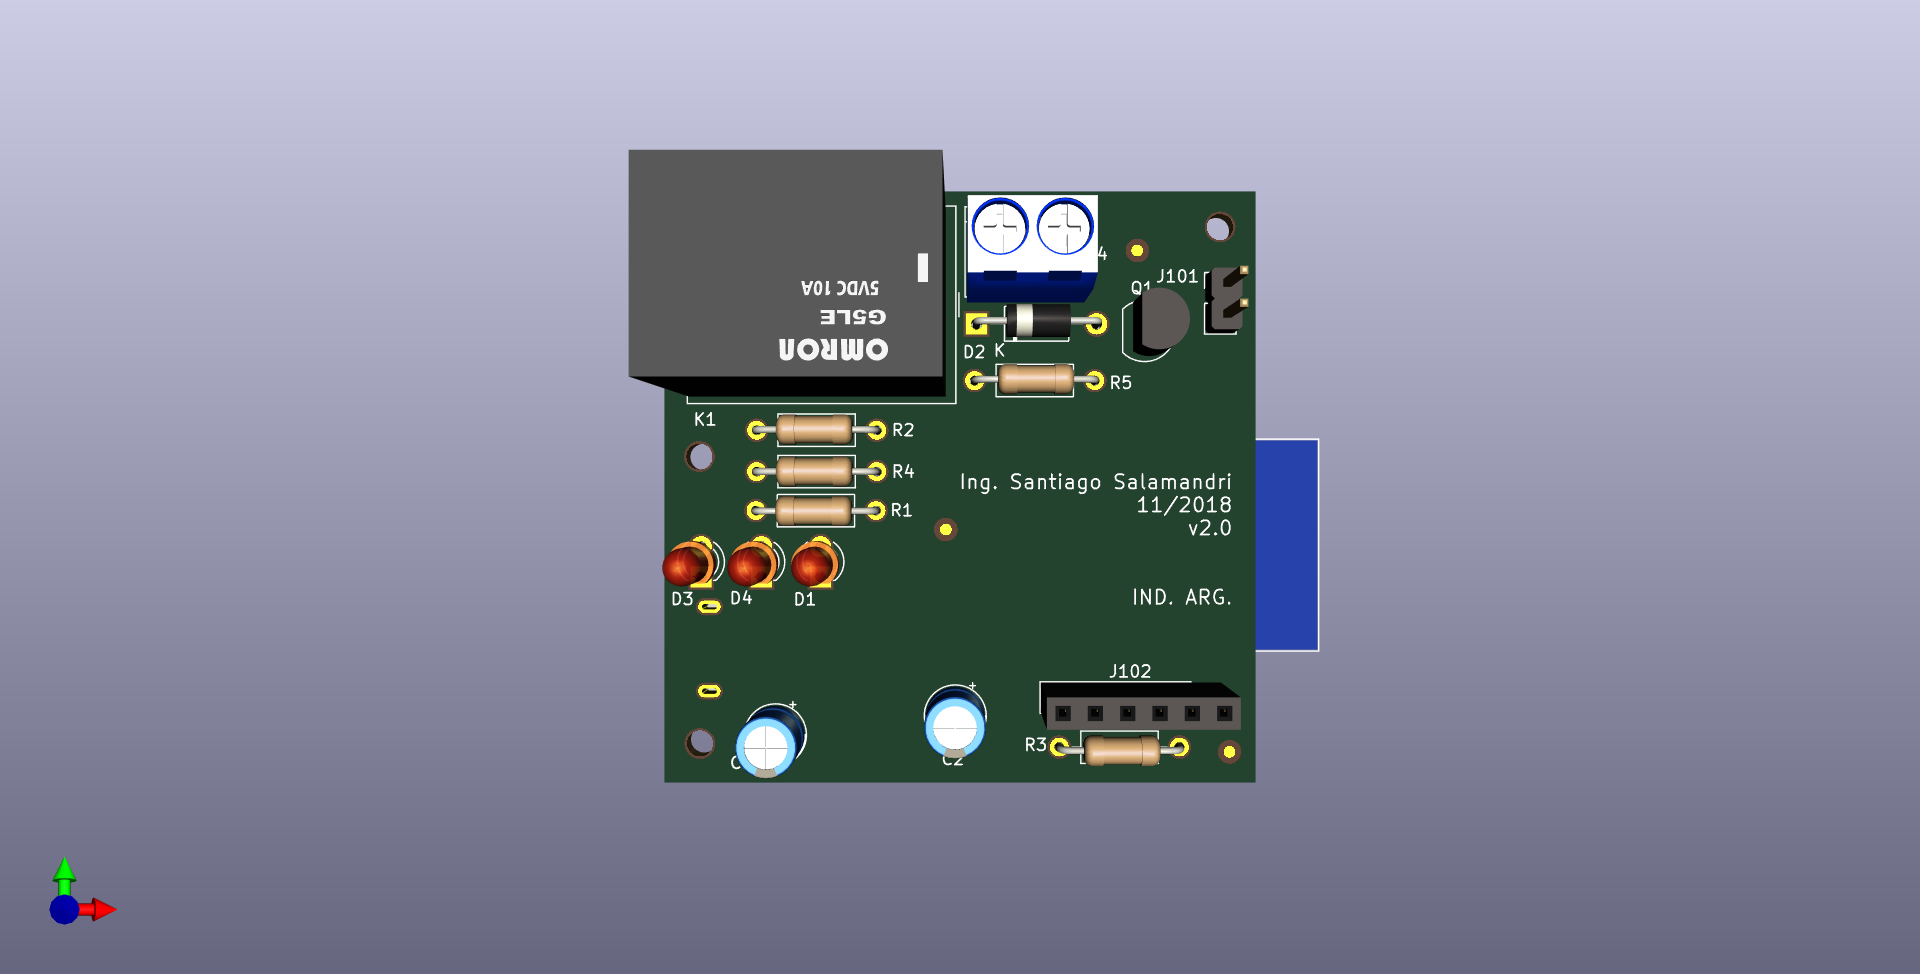 5VDC 10A
G5LE
OMRON
4
J101
Q1
D2 K
R5
K1
R2
R4
R1
Ing. Santiago Salamandri
11/2018
v2.0
D3
D4
D1
IND. ARG.
J102
+
+
R3
C
C2